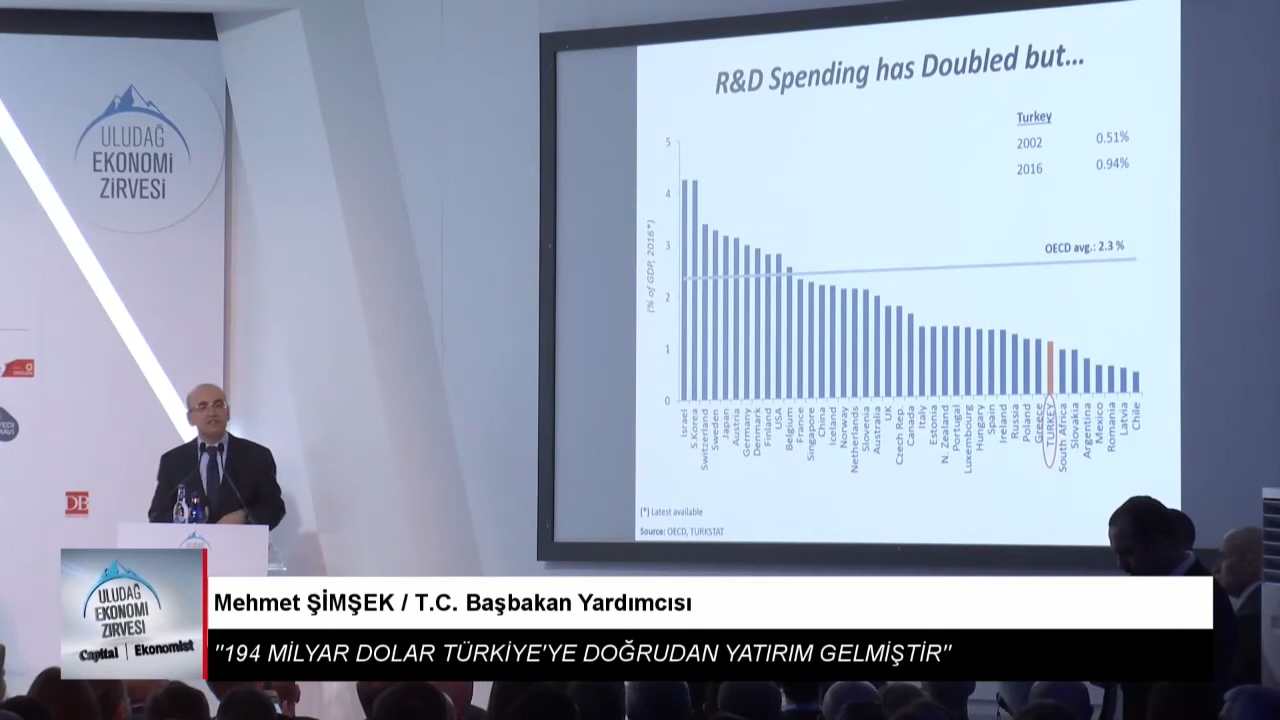 ULUDAĞ
EKONOMİ
ZİRVESİ
R&D Spending has Doubled but...
Turkey
2002 0.51%
2016 0.94%
OECD avg.: 2.3 %
(% of GDP, 2016*)
5
4
3
2
1
0
Israel
S.Korea
Switzerland
Sweden
Japan
Austria
Germany
Denmark
Finland
USA
Belgium
France
Singapore
China
Iceland
Norway
Netherlands
Slovenia
Australia
UK
Czech Rep.
Canada
Italy
Estonia
N. Zealand
Portugal
Luxembourg
Hungary
Spain
Ireland
Russia
Poland
Greece
TURKEY
South Africa
Slovakia
Argentina
Mexico
Romania
Latvia
Chile
(*) Latest available
Source: OECD, TURKSTAT
DB
ULUDAĞ
EKONOMİ
ZİRVESİ
Capital | Ekonomist
Mehmet ŞİMŞEK / T.C. Başbakan Yardımcısı
"194 MİLYAR DOLAR TÜRKİYE'YE DOĞRUDAN YATIRIM GELMİŞTİR"